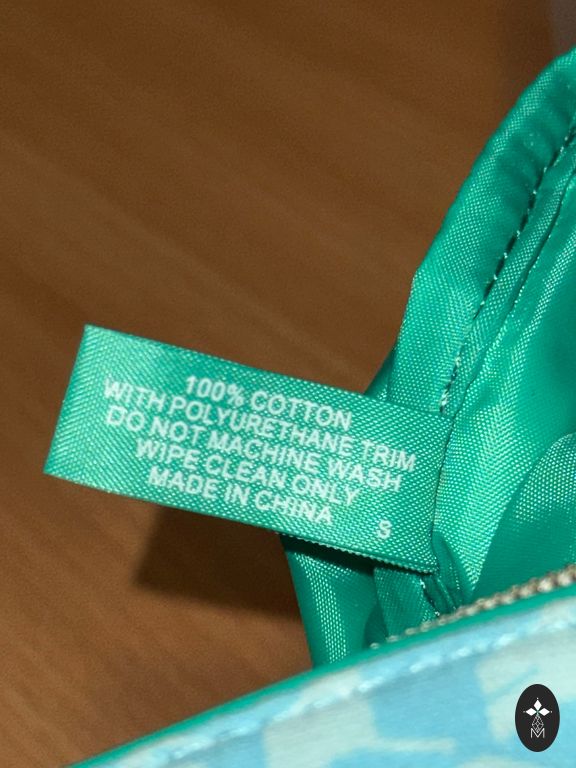 100% COTTON
WITH POLYURETHANE TRIM
DO NOT MACHINE WASH
WIPE CLEAN ONLY
MADE IN CHINA
S